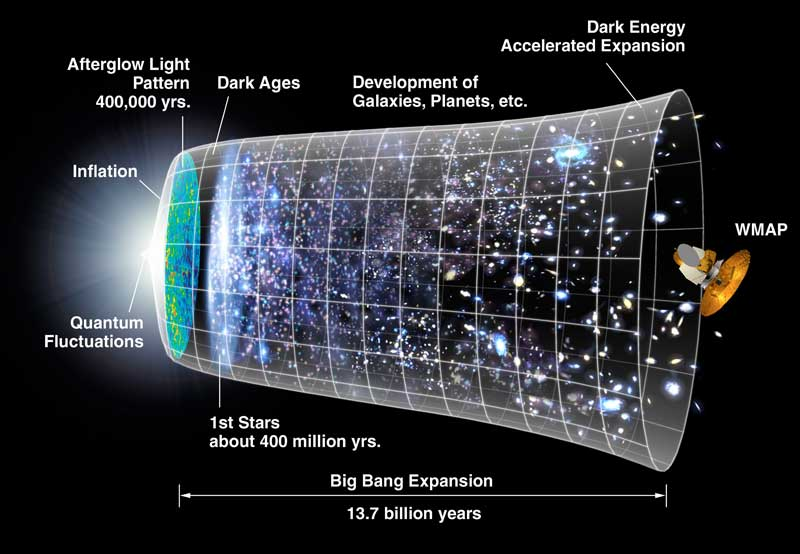 Dark Energy
Accelerated Expansion
Afterglow Light
Pattern
400,000 yrs.
Dark Ages
Development of
Galaxies, Planets, etc.
Inflation
WMAP
Quantum
Fluctuations
1st Stars
about 400 million yrs.
Big Bang Expansion
13.7 billion years